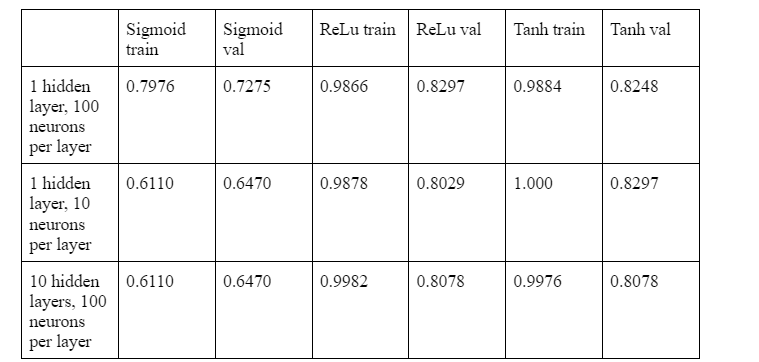 Sigmoid train Sigmoid val ReLu train ReLu val Tanh train Tanh val
1 hidden layer, 100 neurons per layer 0.7976 0.7275 0.9866 0.8297 0.9884 0.8248
1 hidden layer, 10 neurons per layer 0.6110 0.6470 0.9878 0.8029 1.000 0.8297
10 hidden layers, 100 neurons per layer 0.6110 0.6470 0.9982 0.8078 0.9976 0.8078